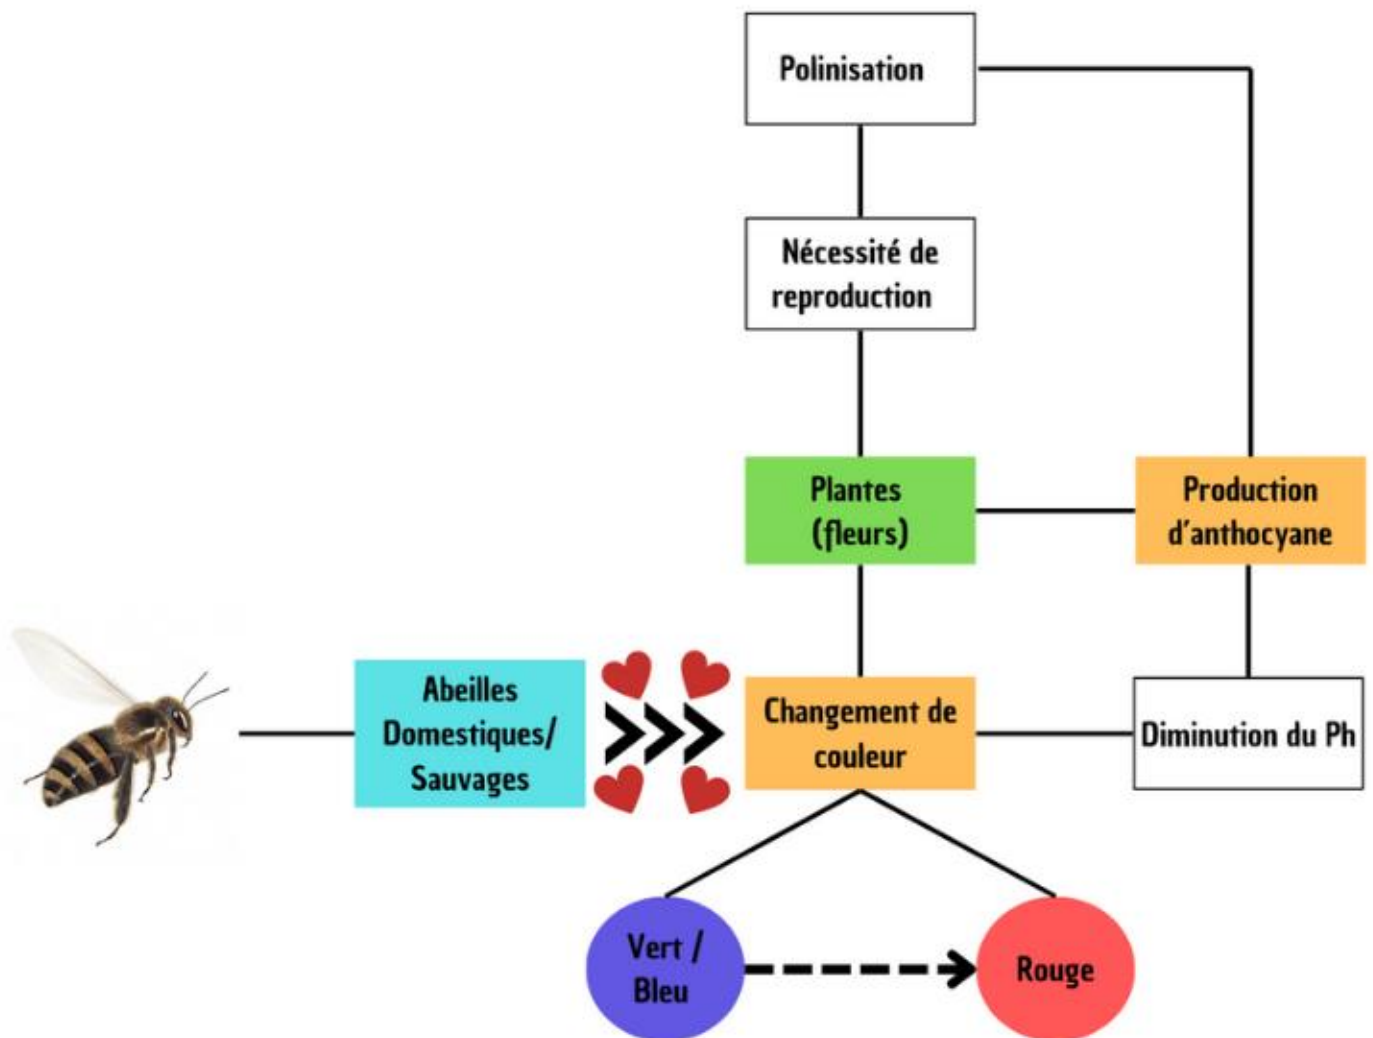 Polinisation
Nécessité de
reproduction
Plantes
(fleurs)
Production
d'anthocyane
Abeilles
Domestiques/
Sauvages
Changement de
couleur
Diminution du Ph
Vert /
Bleu
Rouge